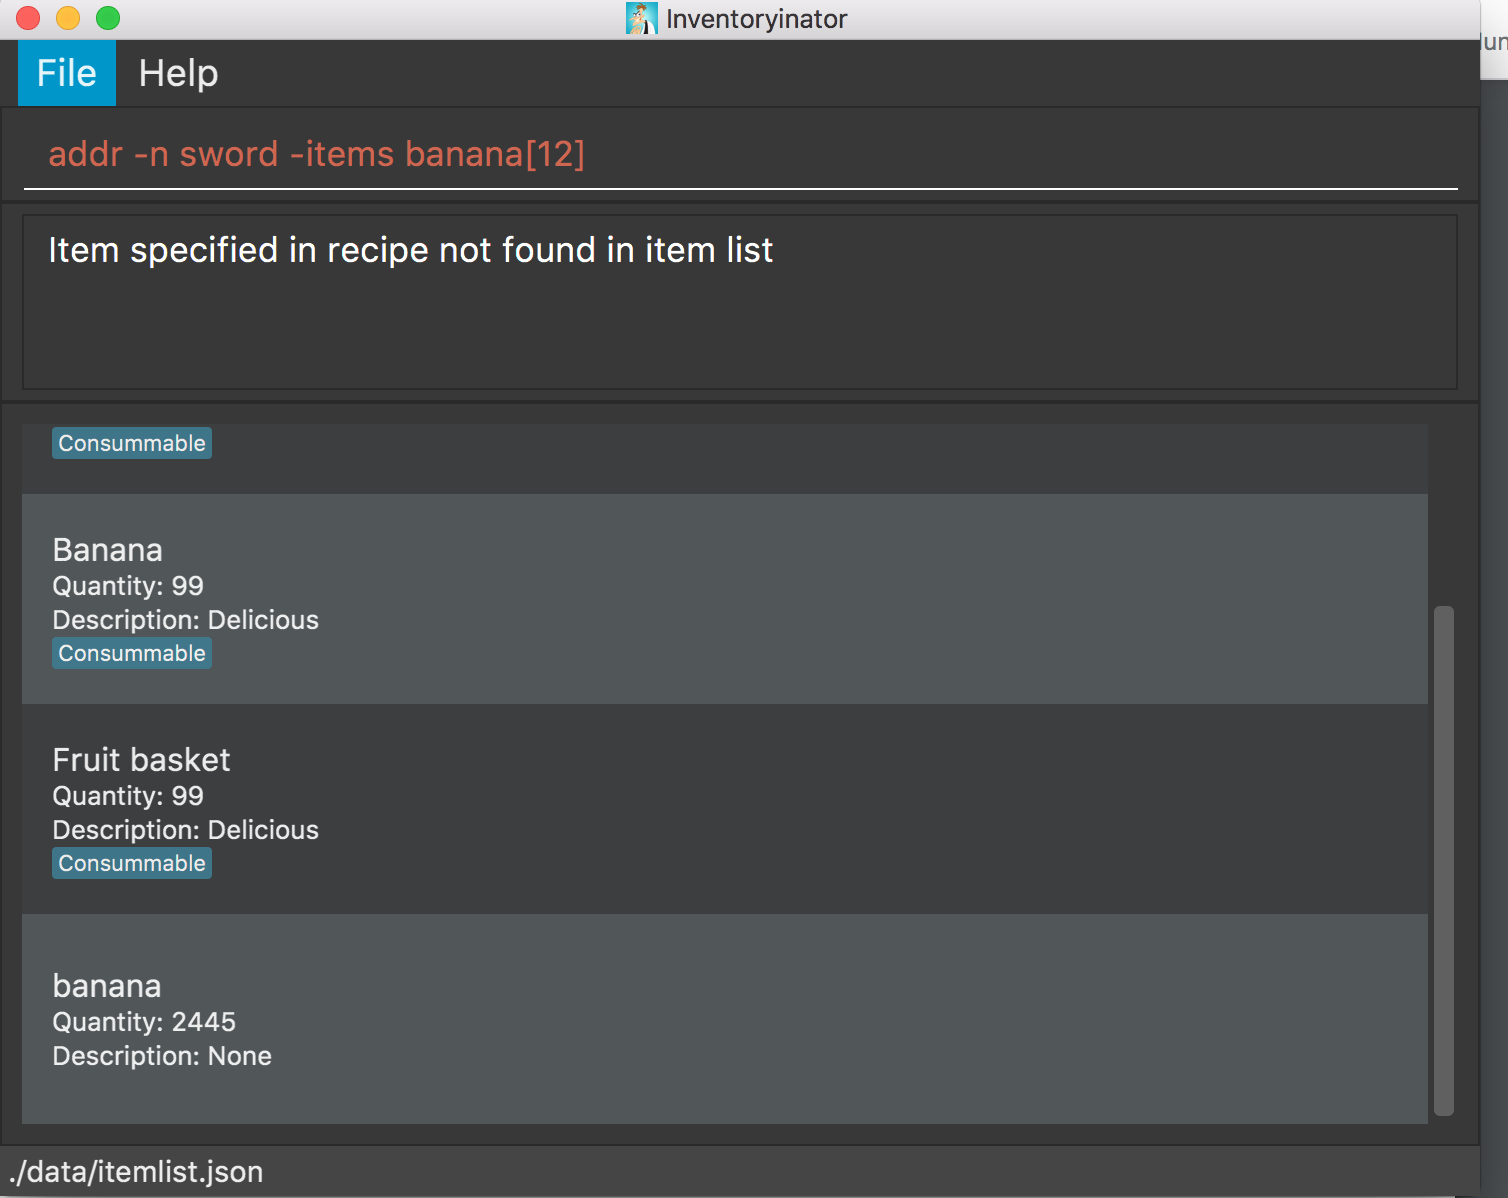 Inventoryinator
File Help
addr -n sword -items banana[12]
Item specified in recipe not found in item list
Consummable
Banana
Quantity: 99
Description: Delicious
Consummable
Fruit basket
Quantity: 99
Description: Delicious
Consummable
banana
Quantity: 2445
Description: None
./data/itemlist.json